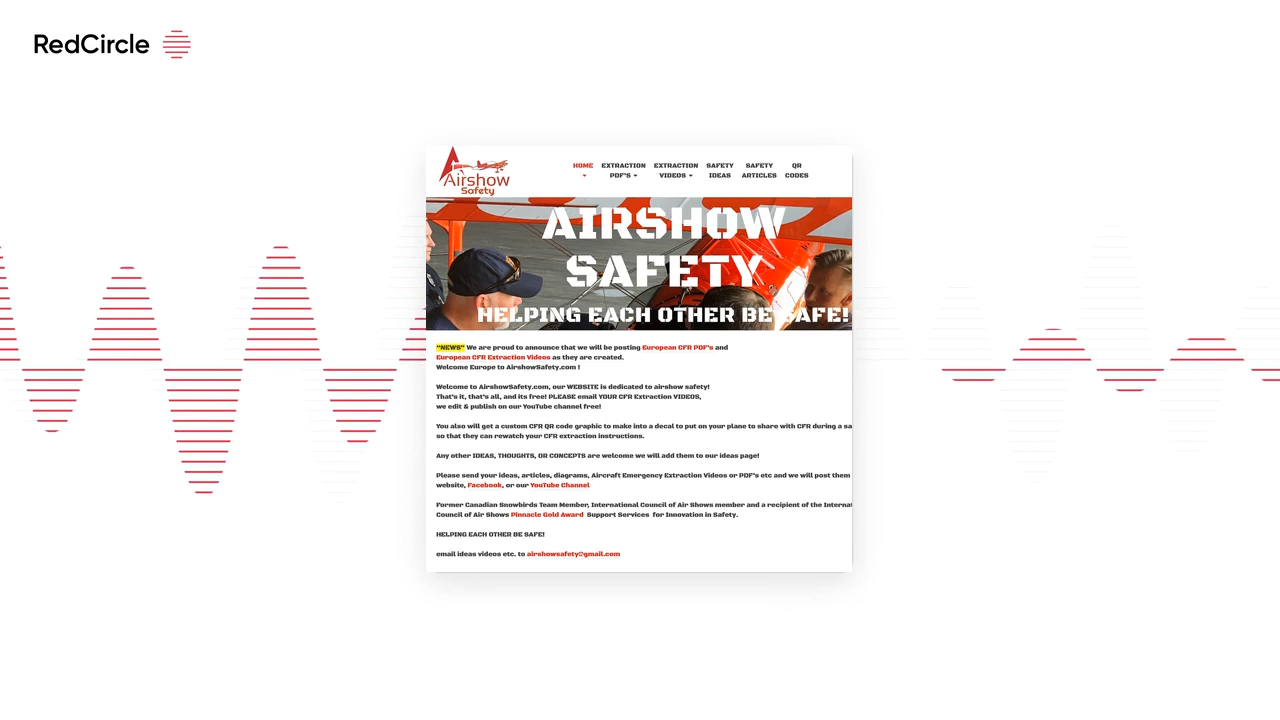 RedCircle
Airshow
Safety
HOME
EXTRACTION PDF'S
EXTRACTION VIDEOS
SAFETY IDEAS
SAFETY ARTICLES
QR CODES
AIRSHOW
SAFETY
HELPING EACH OTHER BE SAFE!
"NEWS" We are proud to announce that we will be posting European CFR PDF's and
European CFR Extraction Videos as they are created.
Welcome Europe to AirshowSafety.com !
Welcome to AirshowSafety.com, our WEBSITE is dedicated to airshow safety!
That's it, that's all, and its free! PLEASE email YOUR CFR Extraction VIDEOS,
we edit & publish on our YouTube channel free!
You also will get a custom CFR QR code graphic to make into a decal to put on your plane to share with CFR during a sa
so that they can rewatch your CFR extraction instructions.
Any other IDEAS, THOUGHTS, OR CONCEPTS are welcome we will add them to our ideas page!
Please send your ideas, articles, diagrams, Aircraft Emergency Extraction Videos or PDF's etc and we will post them
website, Facebook, or our YouTube Channel
Former Canadian Snowbirds Team Member, International Council of Air Shows member and a recipient of the Internat
Council of Air Shows Pinnacle Gold Award Support Services for Innovation in Safety.
HELPING EACH OTHER BE SAFE!
email ideas videos etc. to airshowsafety@gmail.com